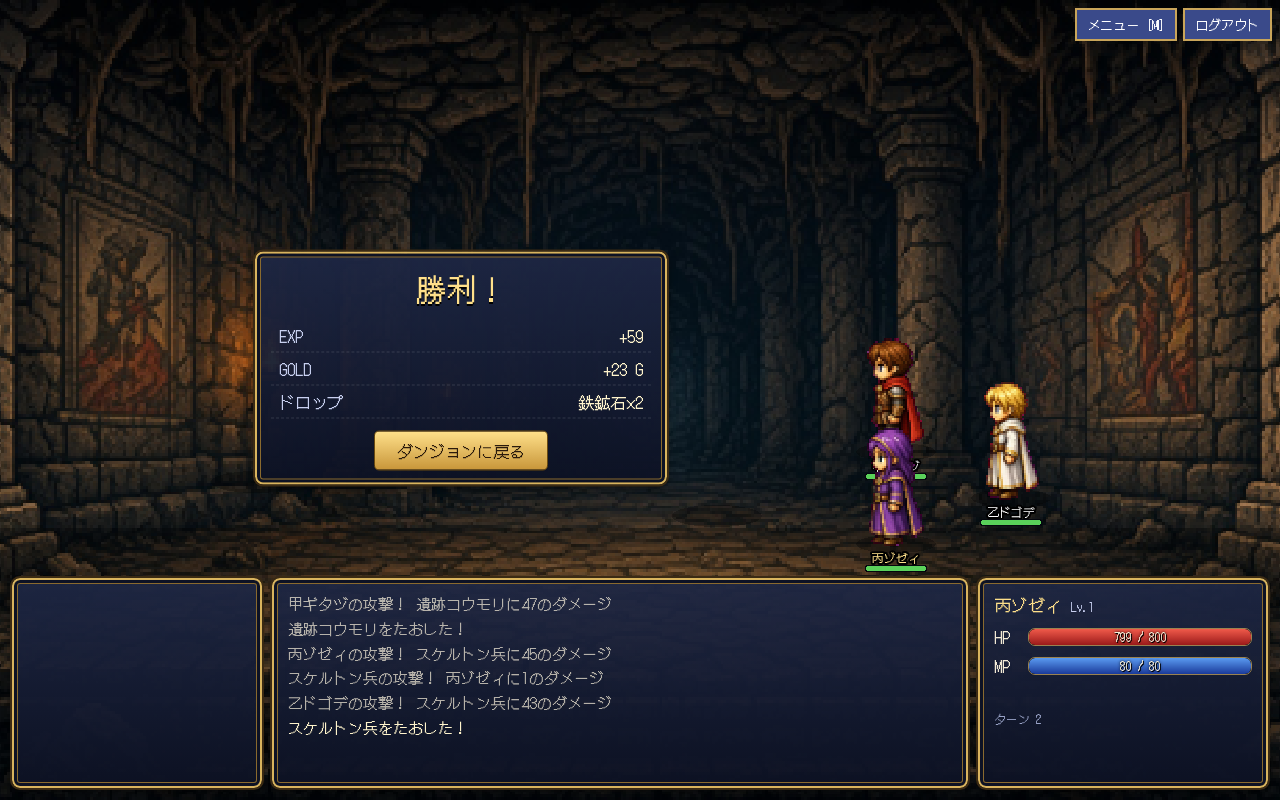 メニュー [M]
ログアウト
勝利！
EXP
+59
GOLD
+23 G
ドロップ
鉄鉱石x2
ダンジョンに戻る
乙ドゴデ
丙ゾゼィ
甲ギタヅの攻撃！ 遺跡コウモリに47のダメージ
遺跡コウモリをたおした！
丙ゾゼィの攻撃！ スケルトン兵に45のダメージ
スケルトン兵の攻撃！ 丙ゾゼィに1のダメージ
乙ドゴデの攻撃！ スケルトン兵に43のダメージ
スケルトン兵をたおした！
丙ゾゼィ Lv.1
HP
799 / 800
MP
80 / 80
ターン 2